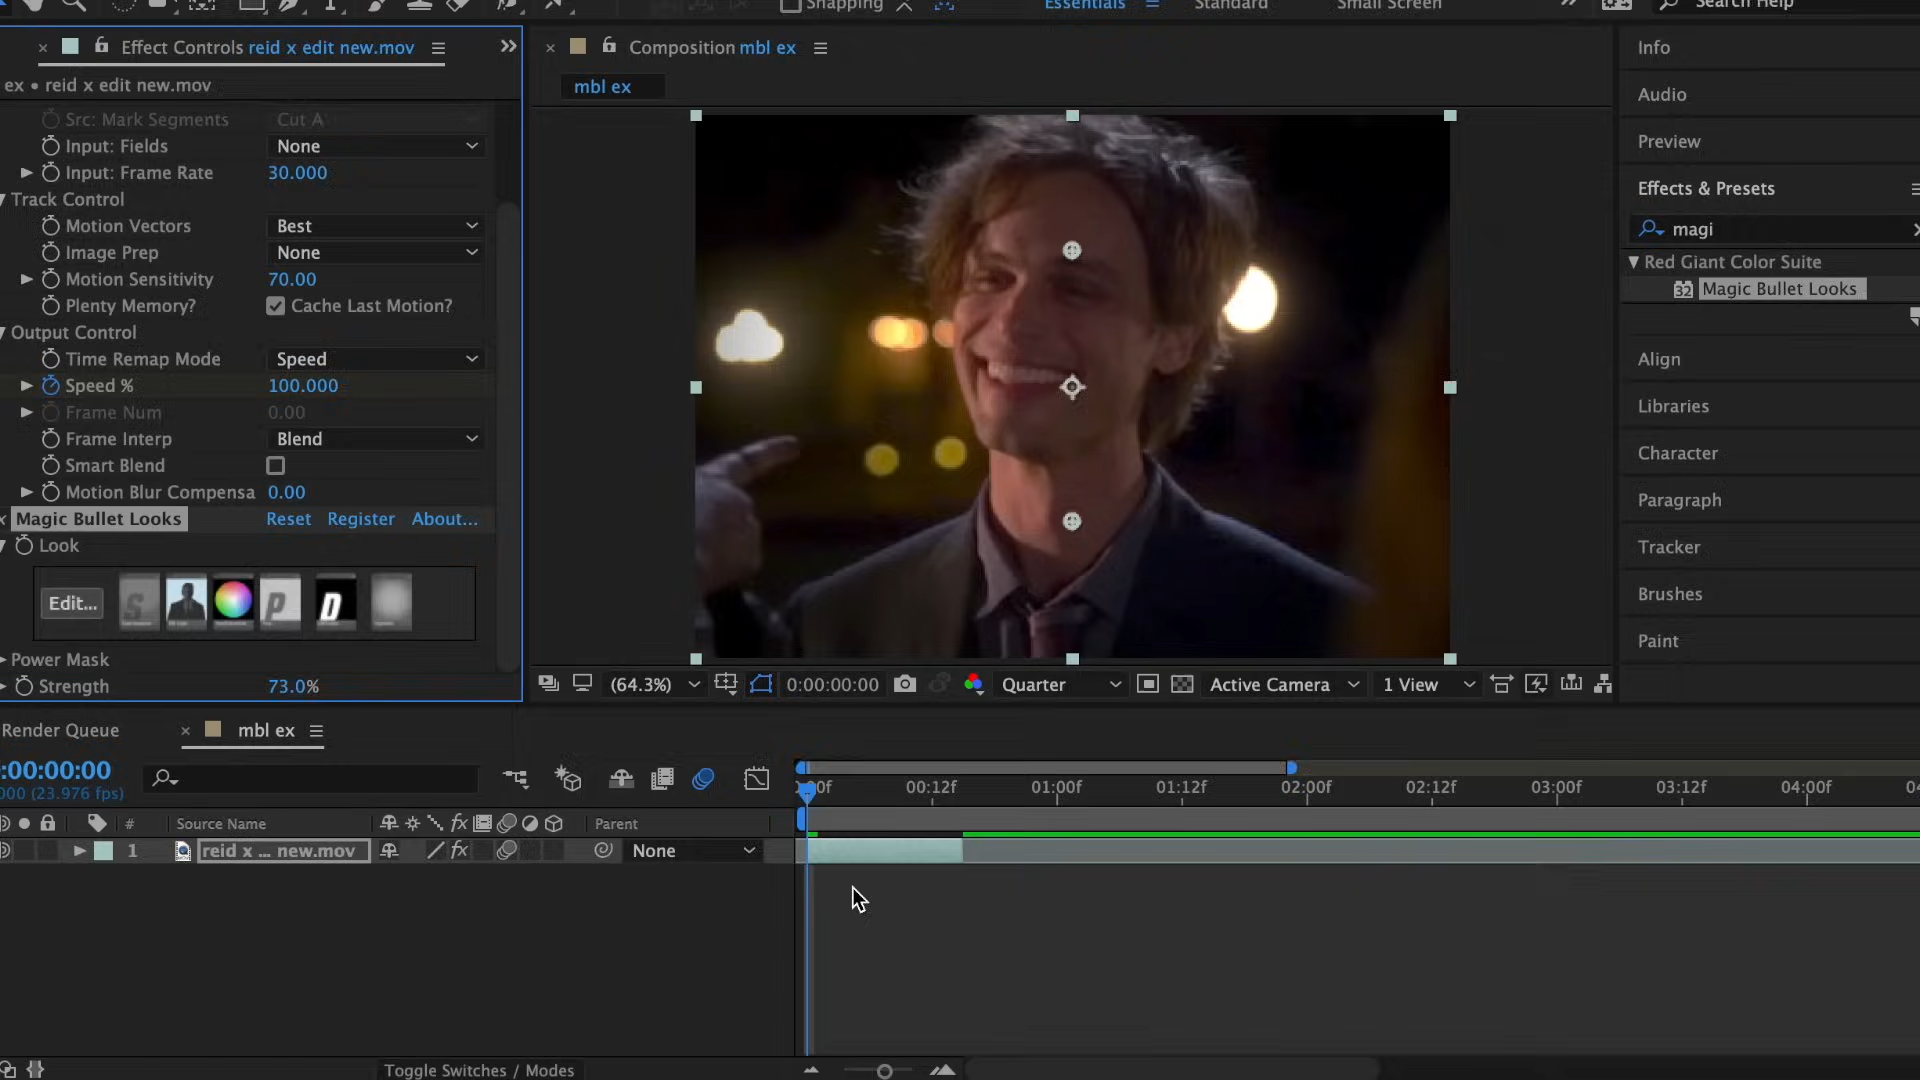 Snapping
Essentials
Standard
Small Screen
Search Help
Effect Controls reid x edit new.mov
Composition mbl ex
Info
ex • reid x edit new.mov
mbl ex
Audio
Src: Mark Segments Cut A
Input: Fields None
Preview
Input: Frame Rate 30.000
Effects & Presets
Track Control
Motion Vectors Best
magi
Image Prep None
Red Giant Color Suite
Motion Sensitivity 70.00
32 Magic Bullet Looks
Plenty Memory? Cache Last Motion?
Output Control
Time Remap Mode Speed
Align
Speed % 100.000
Libraries
Frame Num 0.00
Frame Interp Blend
Character
Smart Blend
Motion Blur Compensa 0.00
Paragraph
Magic Bullet Looks Reset Register About...
Look
Tracker
Edit...
S
P
D
Brushes
Power Mask
Paint
Strength 73.0%
(64.3%) 0:00:00:00 Quarter Active Camera 1 View
Render Queue mbl ex
:00:00:00
000 (23.976 fps)
:00f 00:12f 01:00f 01:12f 02:00f 02:12f 03:00f 03:12f 04:00f 04
# Source Name fx Parent
1 reid x ... new.mov fx None
Toggle Switches / Modes